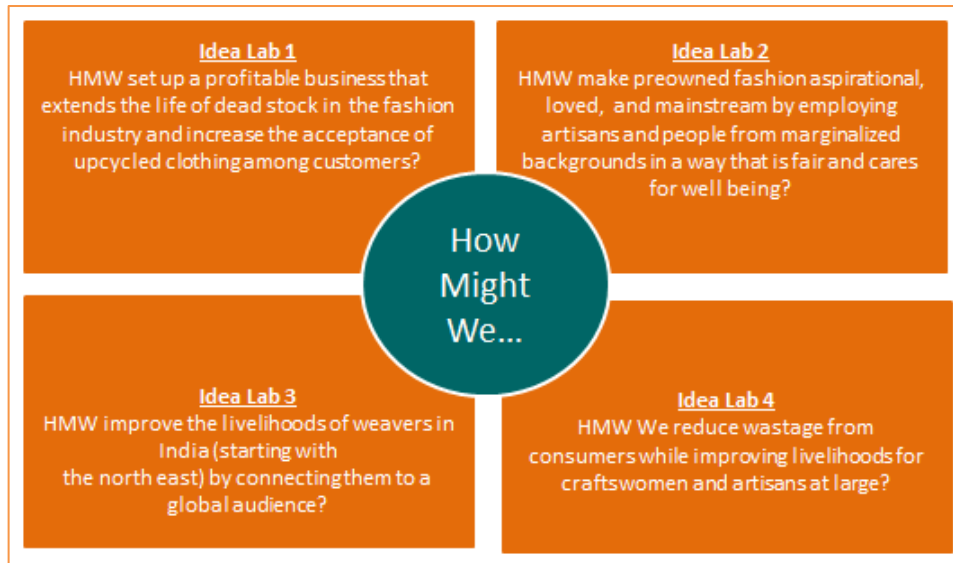 Idea Lab 1
HMW set up a profitable business that
extends the life of dead stock in the fashion
industry and increase the acceptance of
upcycled clothing among customers?
Idea Lab 2
HMW make preowned fashion aspirational,
loved, and mainstream by employing
artisans and people from marginalized
backgrounds in a way that is fair and cares
for well being?
How
Might
We...
Idea Lab 3
HMW improve the livelihoods of weavers in
India (starting with
the north east) by connecting them to a
global audience?
Idea Lab 4
HMW We reduce wastage from
consumers while improving livelihoods for
craftswomen and artisans at large?